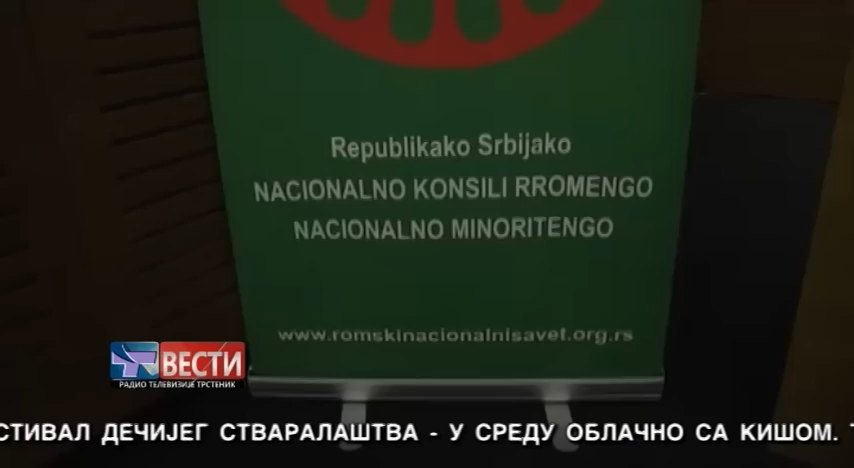 Republikako Srbijako
NACIONALNO KONSILI RROMENGO
NACIONALNO MINORITENGO
www.romskinacionalnisavet.org.rs
ВЕСТИ
РАДИО ТЕЛЕВИЗИЈЕ ТРСТЕНИК
ДЕЧИЈЕГ СТВАРАЛАШТВА - У СРЕДУ ОБЛАЧНО СА КИШОМ.